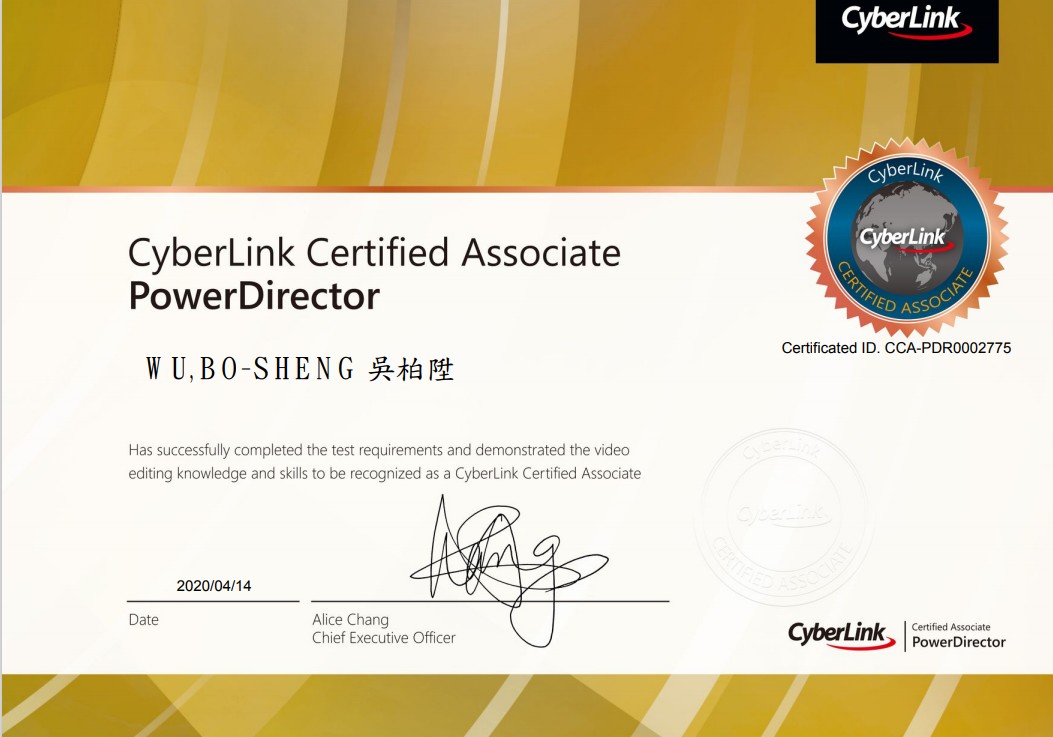 CyberLink
CyberLink
CyberLink
CERTIFIED ASSOCIATE
CyberLink Certified Associate
PowerDirector
Certificated ID. CCA-PDR0002775
WU,BO-SHENG 吳柏陞
Has successfully completed the test requirements and demonstrated the video
editing knowledge and skills to be recognized as a CyberLink Certified Associate
CyberLink
CyberLink
CERTIFIED ASSOCIATE
2020/04/14
Date
Alice Chang
Chief Executive Officer
CyberLink
Certified Associate
PowerDirector